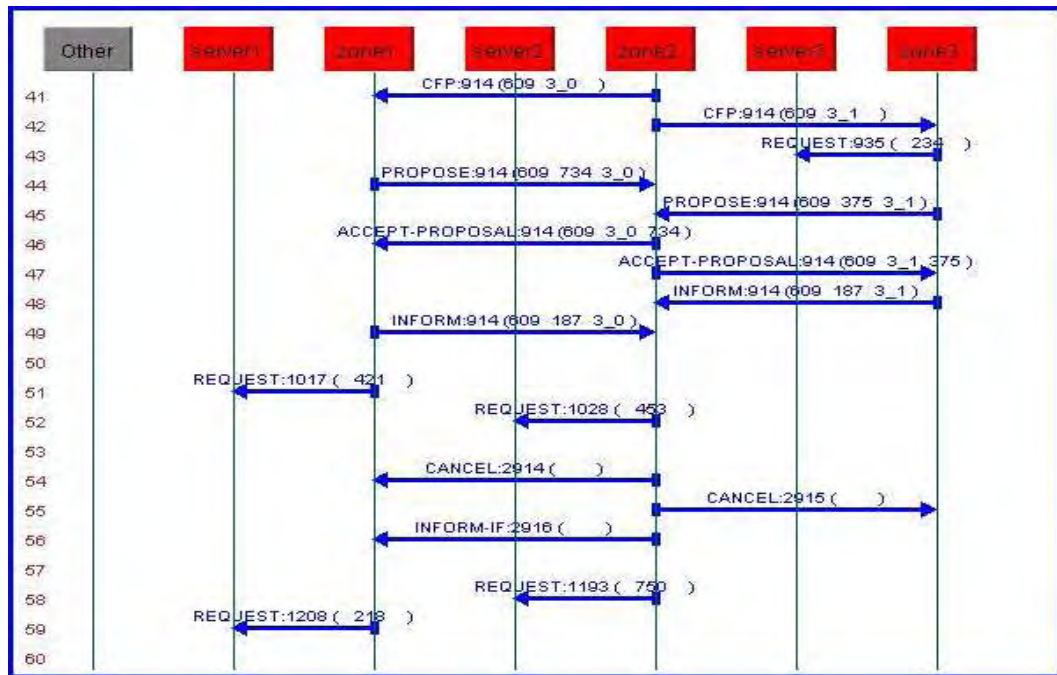 Other server1 zone1 server2 zone2 server3 zone3
41 CFP:914 (609 3_0 )
42 CFP:914 (609 3_1 )
43 REQUEST:935 ( 234 )
44 PROPOSE:914 (609 734 3_0)
45 PROPOSE:914 (609 375 3_1)
46 ACCEPT-PROPOSAL:914 (609 3_0 734)
47 ACCEPT-PROPOSAL:914 (609 3_1 375)
48 INFORM:914 (609 187 3_1)
49 INFORM:914 (609 187 3_0)
50
51 REQUEST:1017 ( 421 )
52 REQUEST:1028 ( 453 )
53
54 CANCEL:2914 ( )
55 CANCEL:2915 ( )
56 INFORM-IF:2916 ( )
57
58 REQUEST:1193 ( 750 )
59 REQUEST:1208 ( 218 )
60